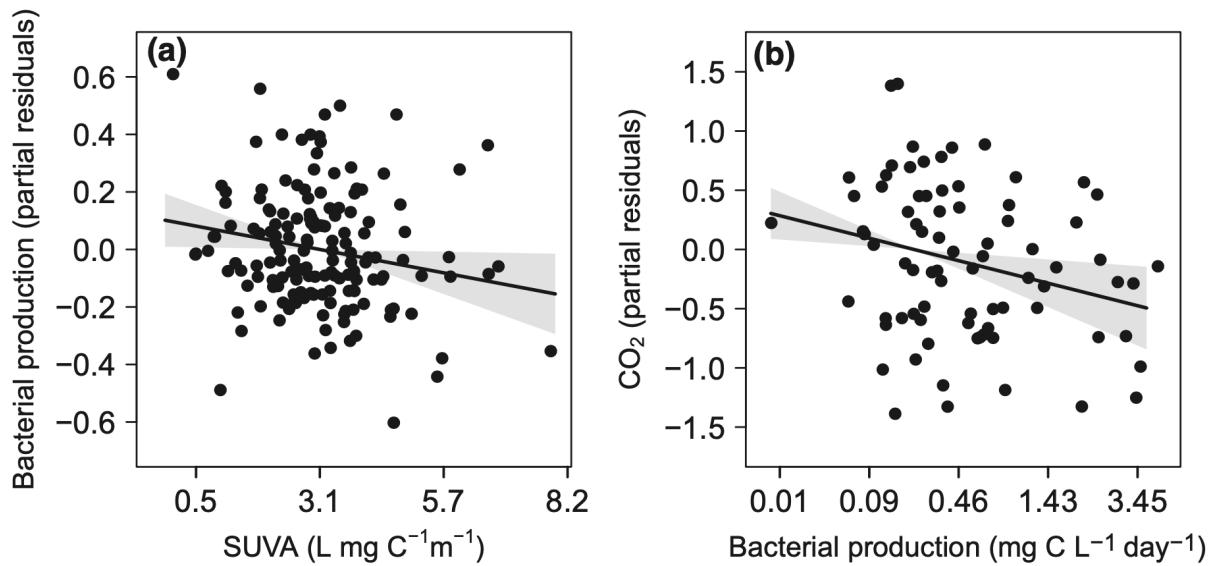 (a)
Bacterial production (partial residuals)
0.6
0.4
0.2
0.0
−0.2
−0.4
−0.6
0.5 3.1 5.7 8.2
SUVA (L mg C⁻¹m⁻¹)
(b)
CO₂ (partial residuals)
1.5
1.0
0.5
0.0
−0.5
−1.0
−1.5
0.01 0.09 0.46 1.43 3.45
Bacterial production (mg C L⁻¹ day⁻¹)